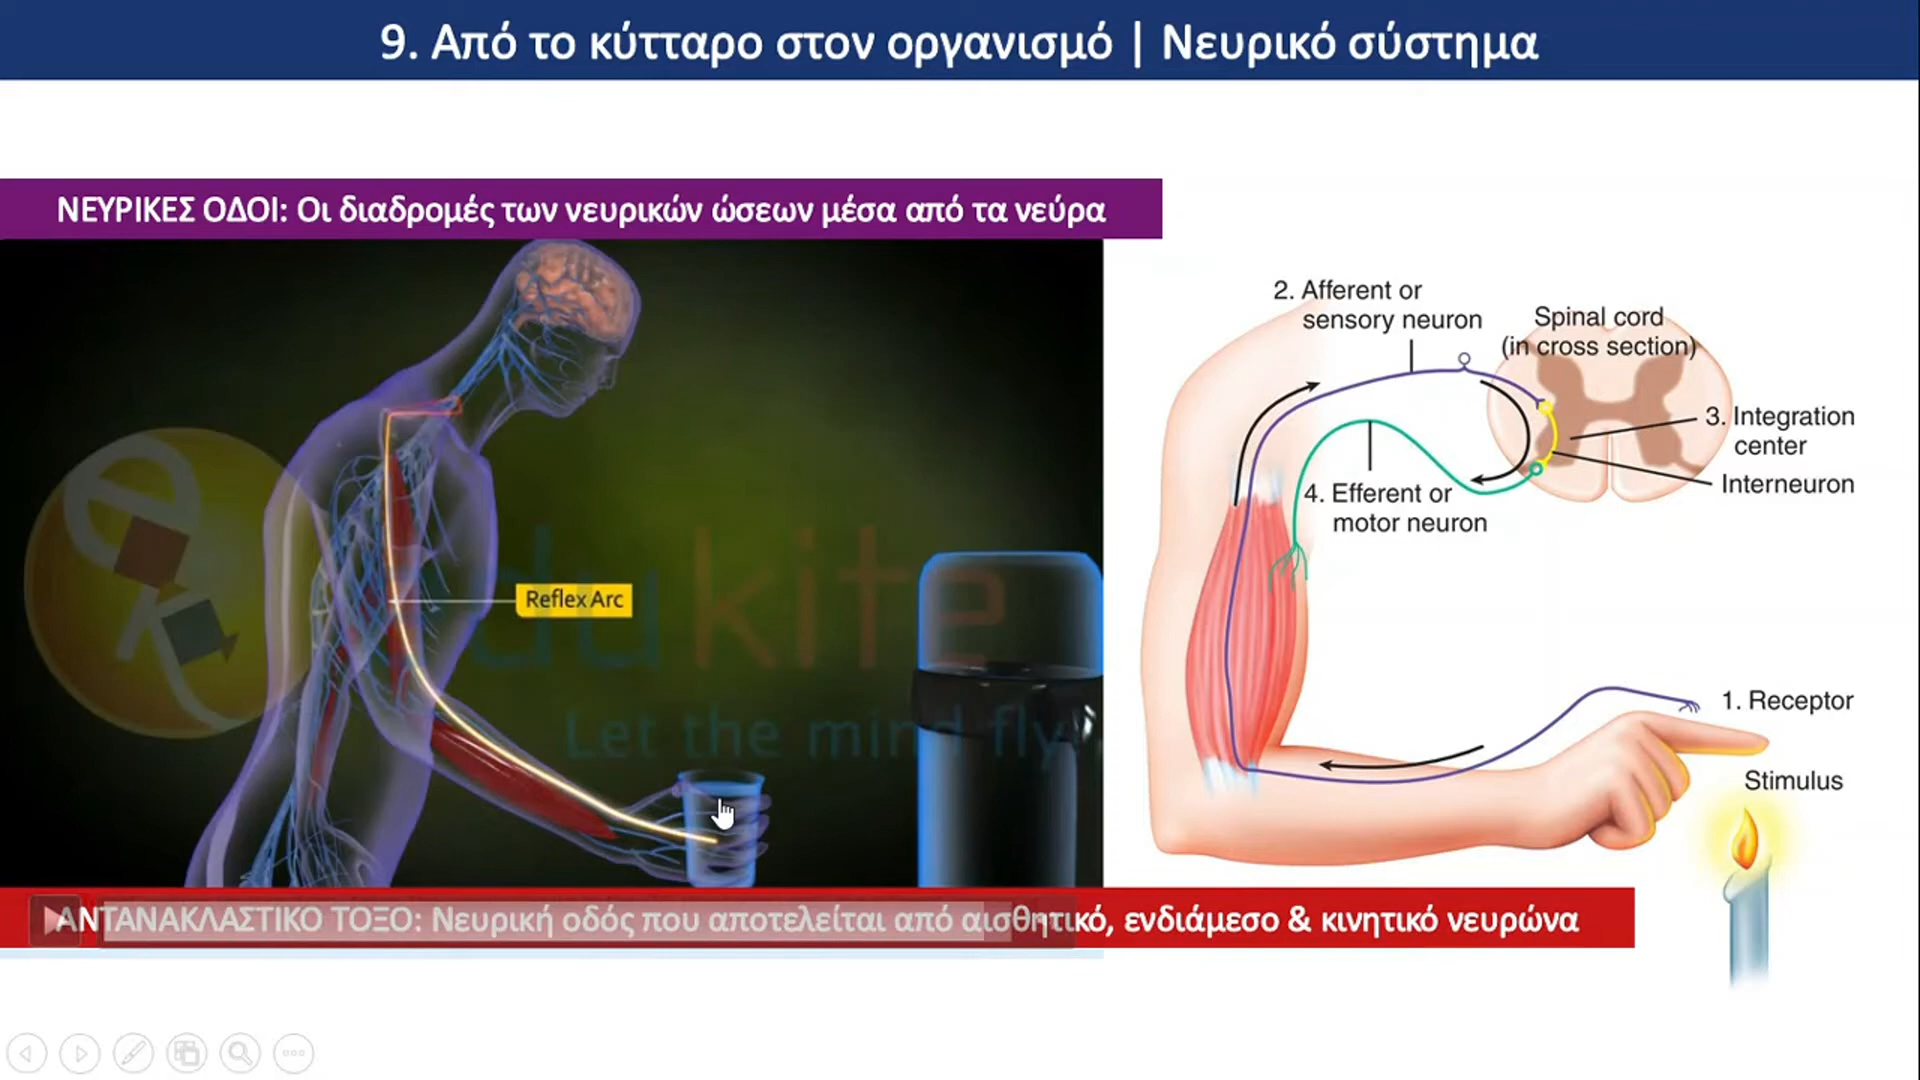 9. Από το κύτταρο στον οργανισμό | Νευρικό σύστημα
ΝΕΥΡΙΚΕΣ ΟΔΟΙ: Οι διαδρομές των νευρικών ώσεων μέσα από τα νεύρα
Reflex Arc
edukite
Let the mind fly
2. Afferent or
sensory neuron
Spinal cord
(in cross section)
3. Integration
center
Interneuron
4. Efferent or
motor neuron
1. Receptor
Stimulus
ΑΝΤΑΝΑΚΛΑΣΤΙΚΟ ΤΟΞΟ: Νευρική οδός που αποτελείται από αισθητικό, ενδιάμεσο & κινητικό νευρώνα